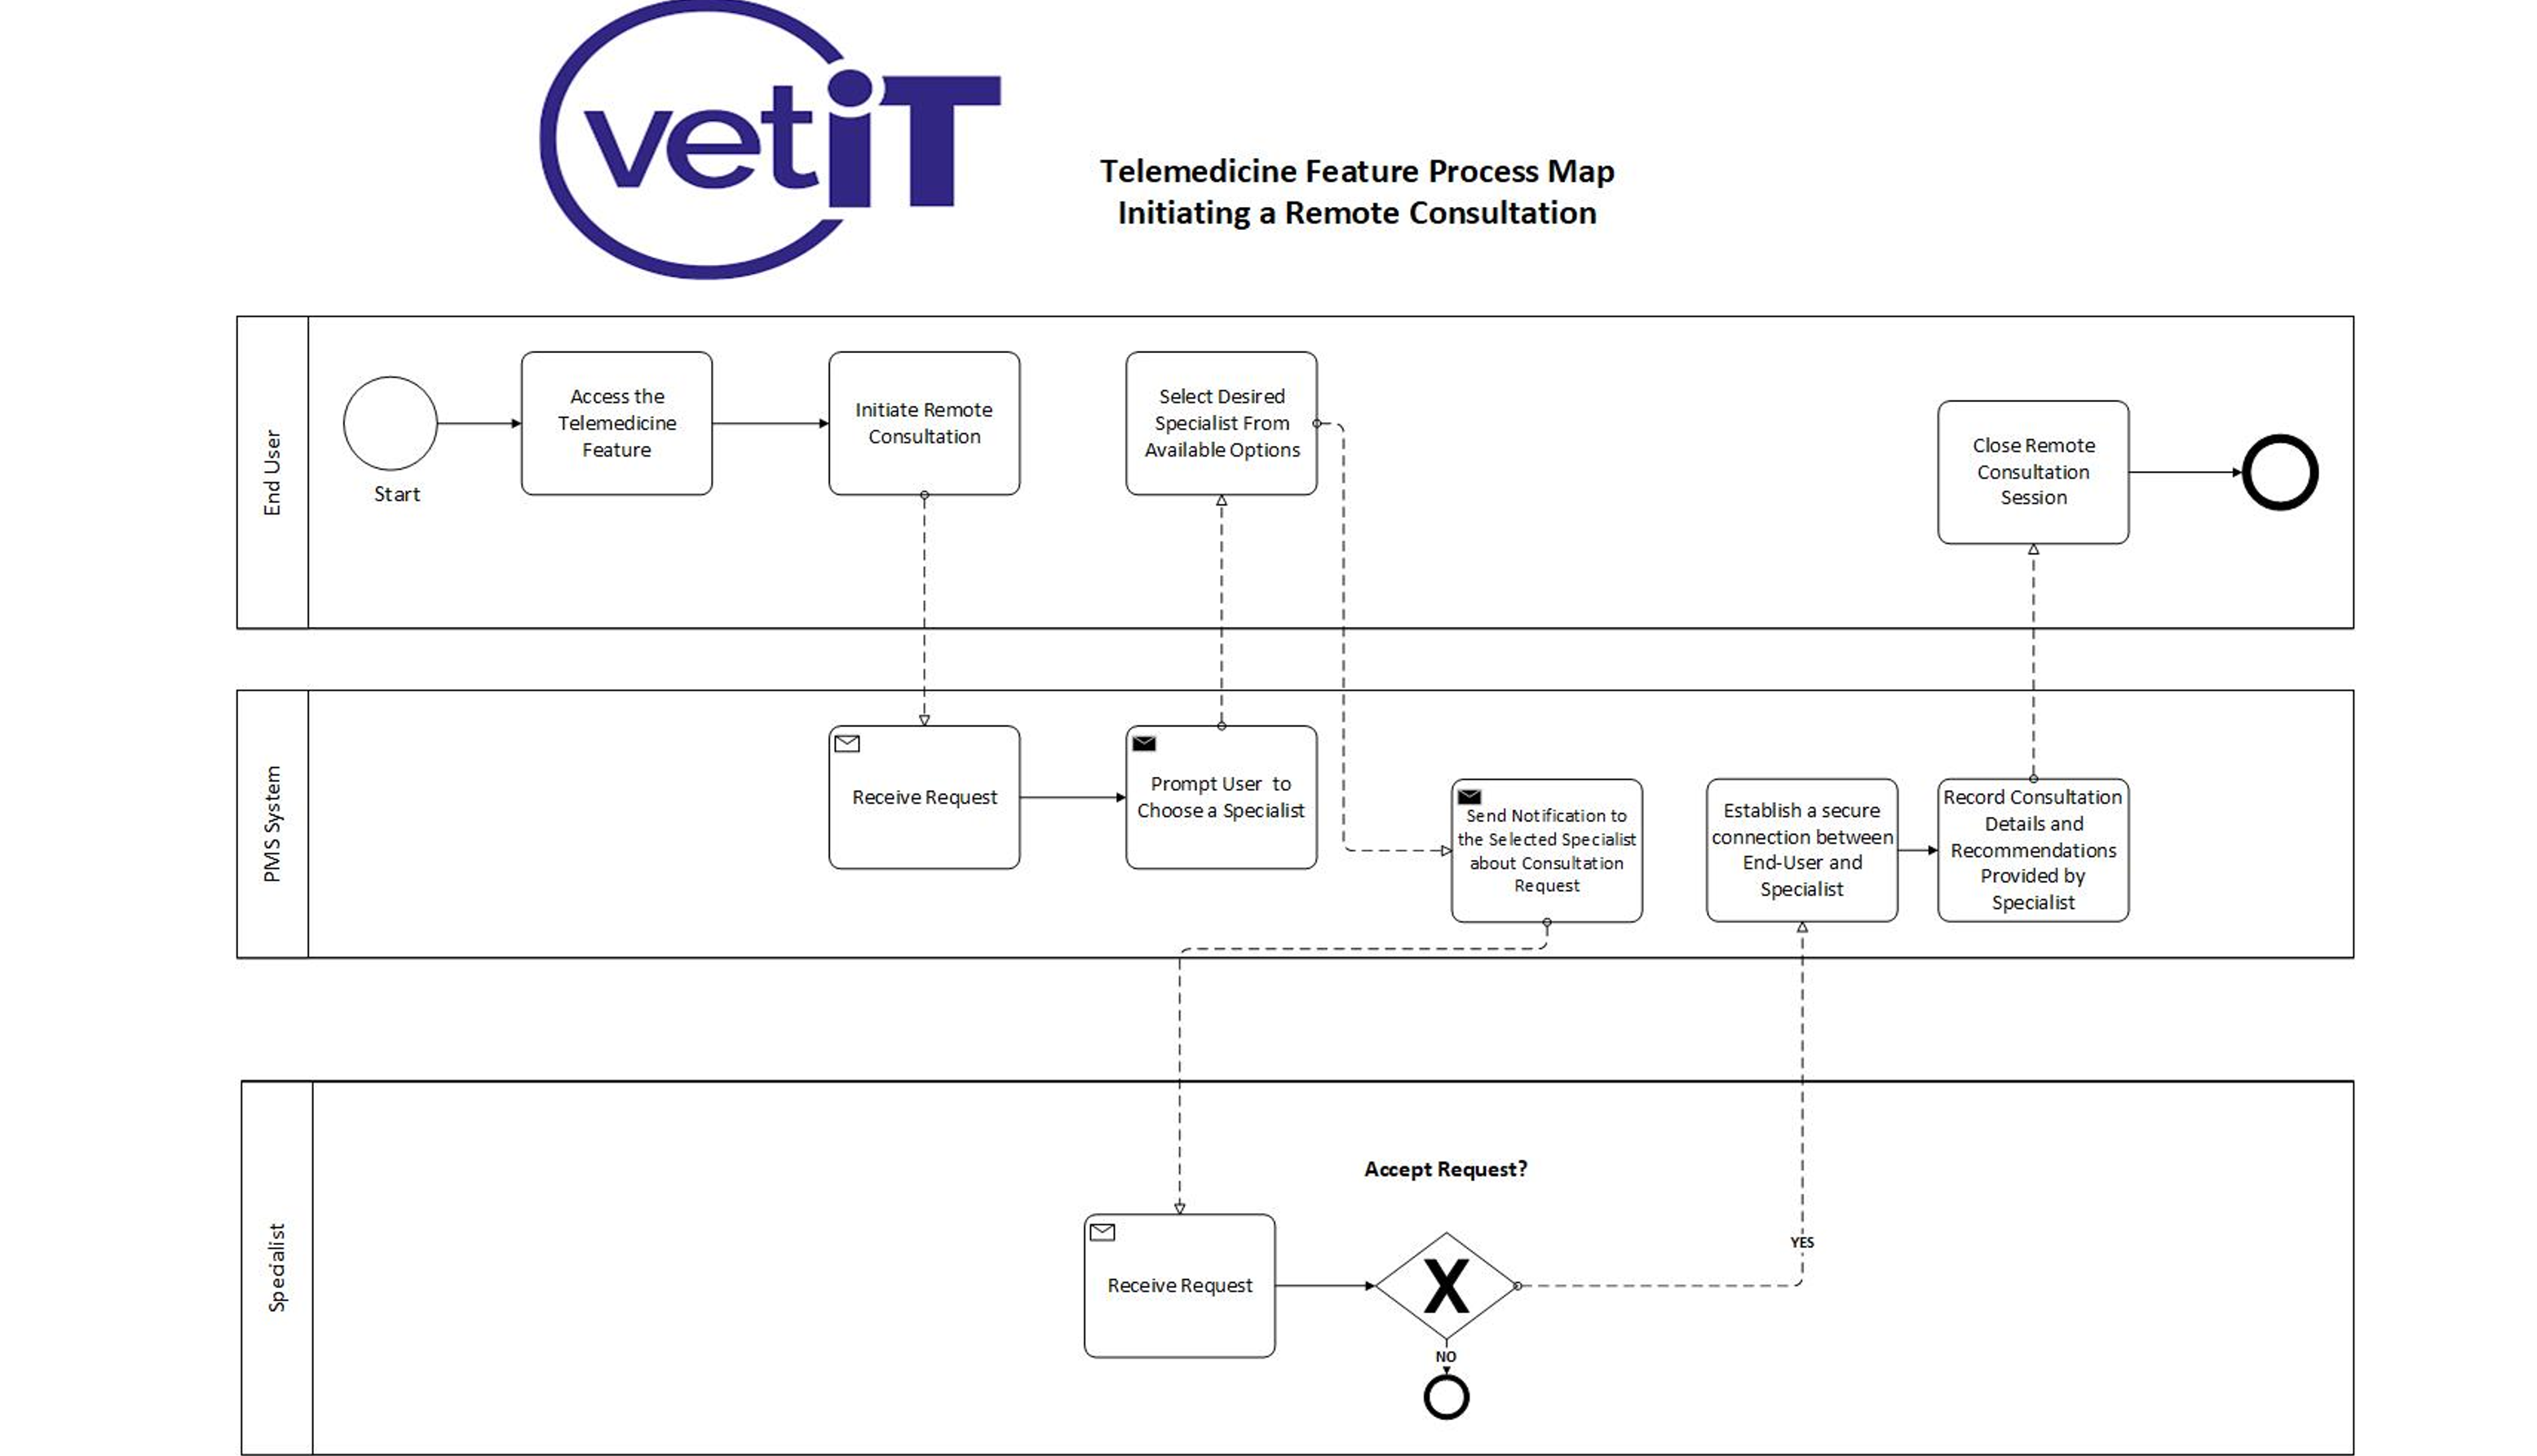 vetiT
Telemedicine Feature Process Map
Initiating a Remote Consultation
End User
Start
Access the
Telemedicine
Feature
Initiate Remote
Consultation
Select Desired
Specialist From
Available Options
Close Remote
Consultation
Session
PMS System
Receive Request
Prompt User to
Choose a Specialist
Send Notification to
the Selected Specialist
about Consultation
Request
Establish a secure
connection between
End-User and
Specialist
Record Consultation
Details and
Recommendations
Provided by
Specialist
Specialist
Receive Request
Accept Request?
X
YES
NO